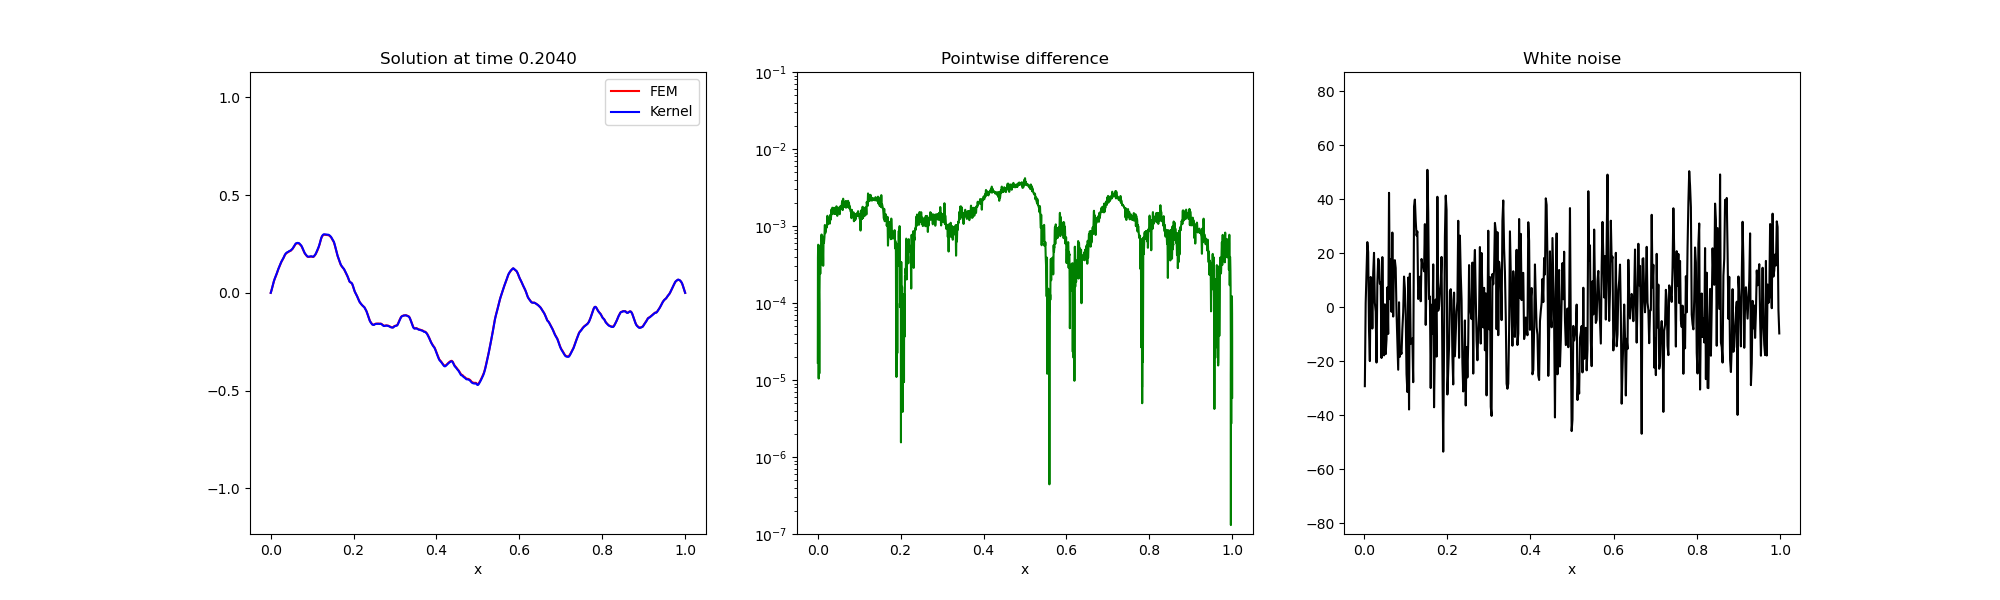 Solution at time 0.2040
FEM
Kernel
1.0
0.5
0.0
−0.5
−1.0
0.0 0.2 0.4 0.6 0.8 1.0
x
Pointwise difference
10⁻¹
10⁻²
10⁻³
10⁻⁴
10⁻⁵
10⁻⁶
10⁻⁷
0.0 0.2 0.4 0.6 0.8 1.0
x
White noise
80
60
40
20
0
−20
−40
−60
−80
0.0 0.2 0.4 0.6 0.8 1.0
x